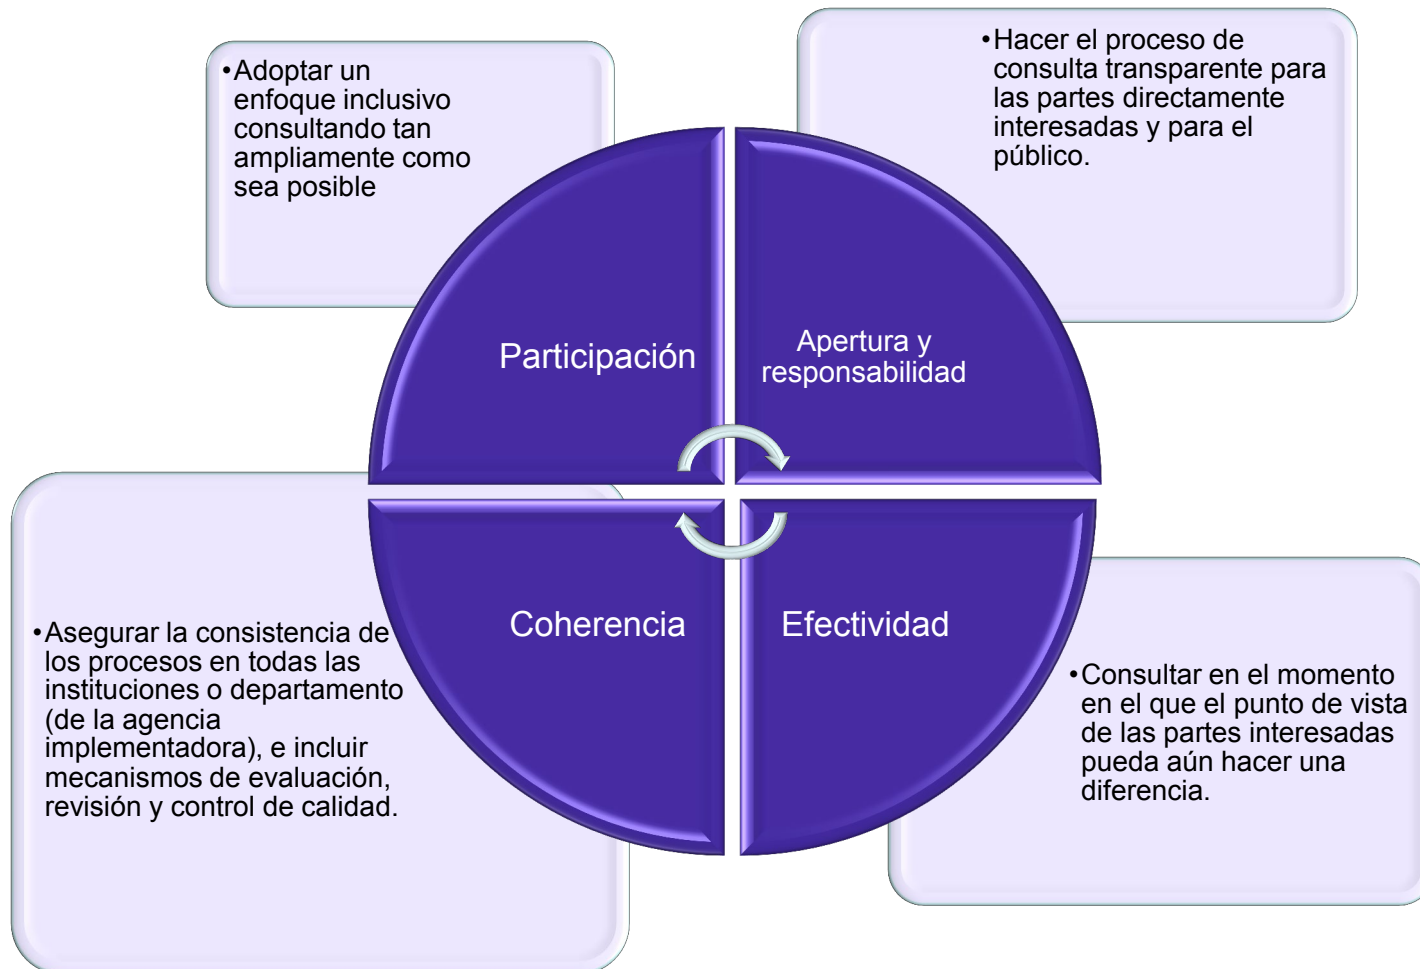 •Adoptar un
enfoque inclusivo
consultando tan
ampliamente como
sea posible
•Hacer el proceso de
consulta transparente para
las partes directamente
interesadas y para el
público.
Participación
Apertura y
responsabilidad
Coherencia
Efectividad
•Asegurar la consistencia de
los procesos en todas las
instituciones o departamento
(de la agencia
implementadora), e incluir
mecanismos de evaluación,
revisión y control de calidad.
•Consultar en el momento
en el que el punto de vista
de las partes interesadas
pueda aún hacer una
diferencia.